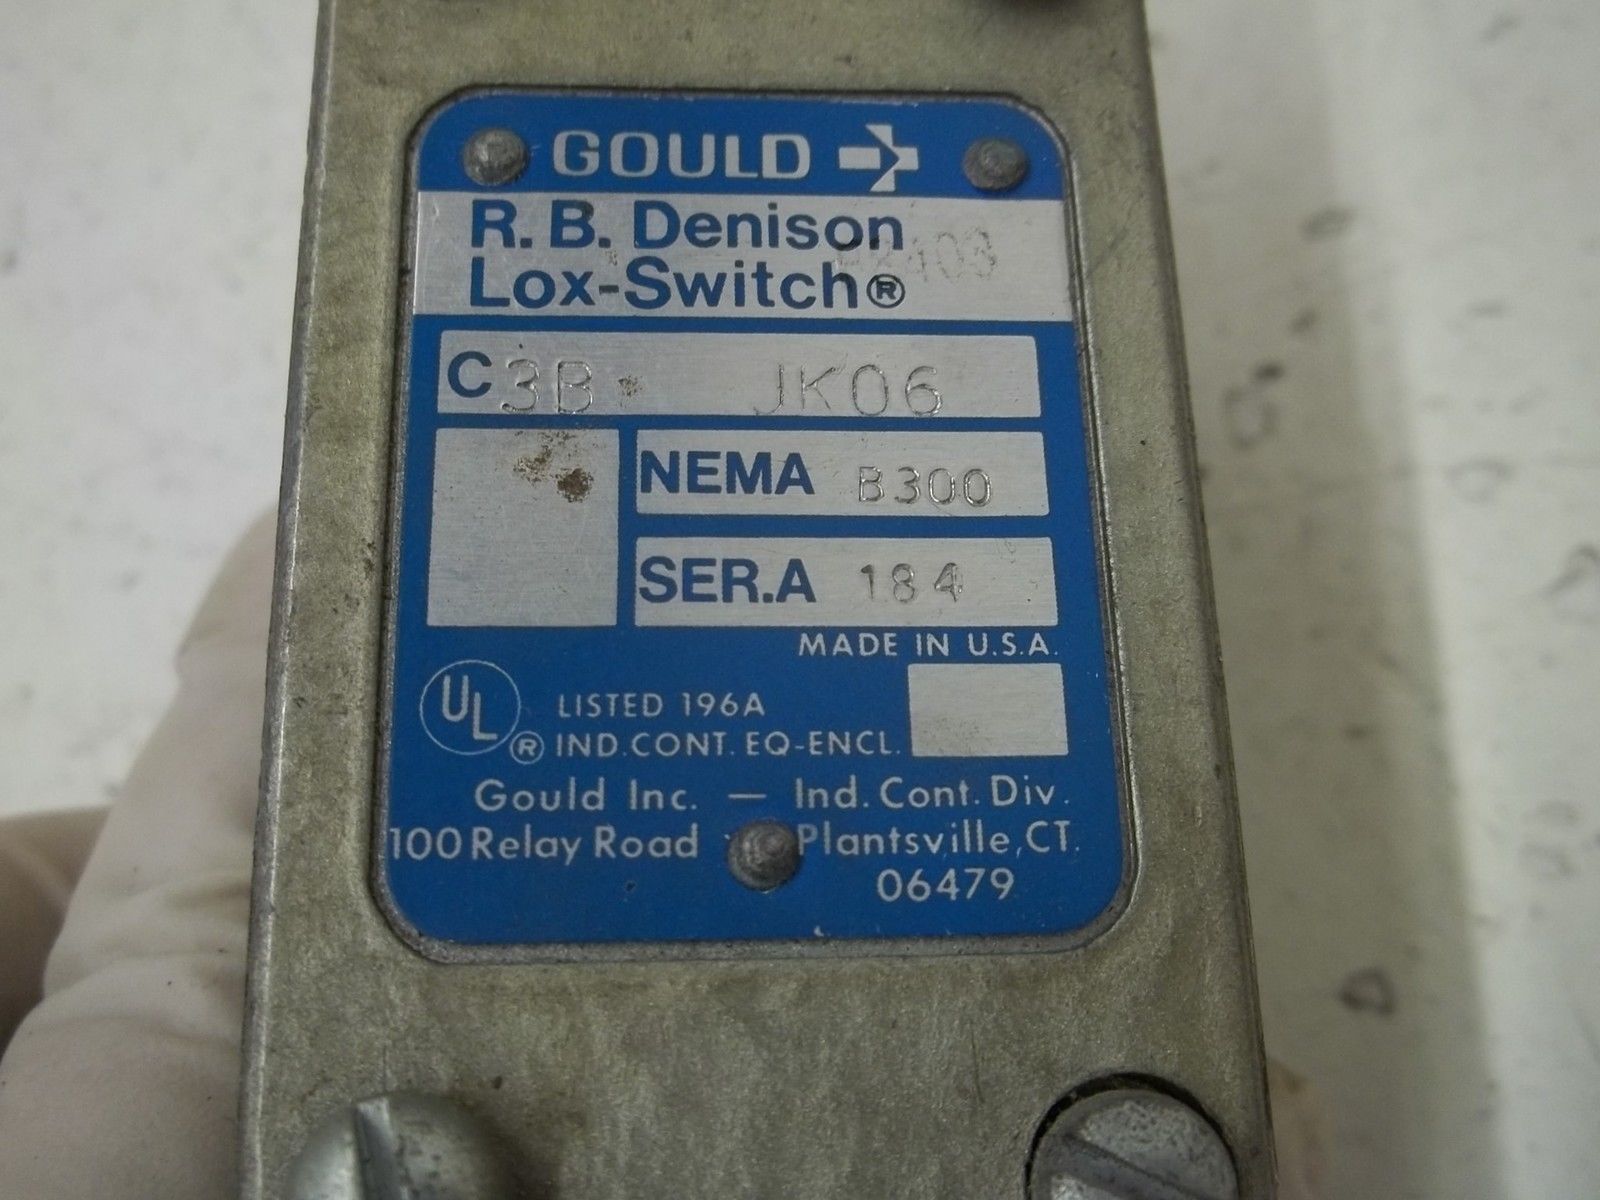 GOULD
R. B. Denison
Lox-Switch®
C 3B JK06
NEMA B300
SER.A 184
MADE IN U.S.A.
UL ® LISTED 196A
IND. CONT. EQ-ENCL.
Gould Inc. — Ind. Cont. Div.
100 Relay Road Plantsville, CT.
06479